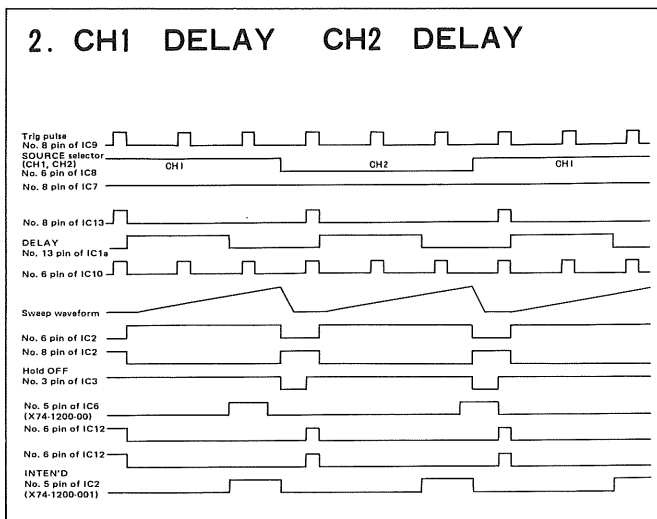 2. CH1 DELAY CH2 DELAY
Trig pulse
No. 8 pin of IC9
SOURCE selector
(CH1, CH2)
No. 6 pin of IC8
CH1 CH2 CH1
No. 8 pin of IC7
No. 8 pin of IC13
DELAY
No. 13 pin of IC1a
No. 6 pin of IC10
Sweep waveform
No. 6 pin of IC2
No. 8 pin of IC2
Hold OFF
No. 3 pin of IC3
No. 5 pin of IC6
(X74-1200-00)
No. 6 pin of IC12
No. 6 pin of IC12
INTEN'D
No. 5 pin of IC2
(X74-1200-001)